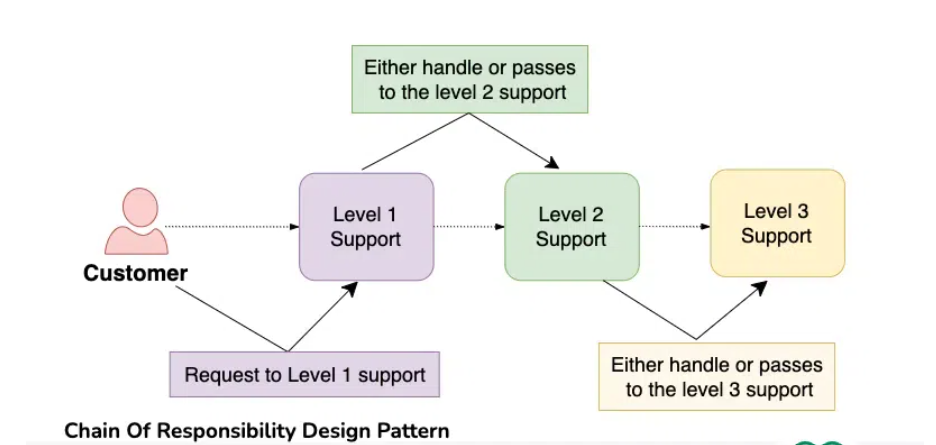 Either handle or passes
to the level 2 support
Level 1
Support
Level 2
Support
Level 3
Support
Customer
Request to Level 1 support
Either handle or passes
to the level 3 support
Chain Of Responsibility Design Pattern